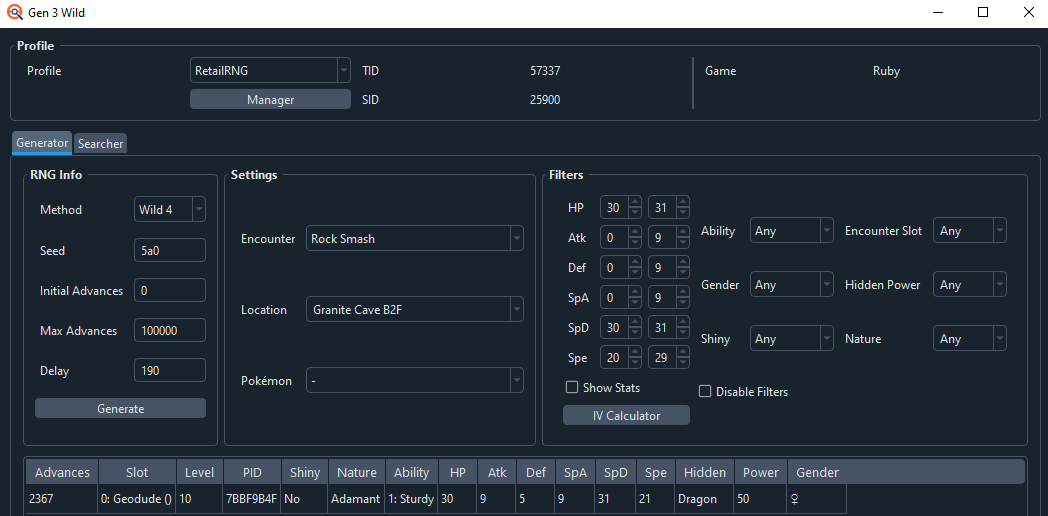 Gen 3 Wild
Profile
Profile RetailRNG TID 57337 Game Ruby
Manager SID 25900
Generator Searcher
RNG Info
Method Wild 4
Seed 5a0
Initial Advances 0
Max Advances 100000
Delay 190
Generate
Settings
Encounter Rock Smash
Location Granite Cave B2F
Pokémon -
Filters
HP 30 31
Atk 0 9
Def 0 9
SpA 0 9
SpD 30 31
Spe 20 29
Show Stats
IV Calculator
Ability Any Encounter Slot Any
Gender Any Hidden Power Any
Shiny Any Nature Any
Disable Filters
Advances Slot Level PID Shiny Nature Ability HP Atk Def SpA SpD Spe Hidden Power Gender
2367 0: Geodude () 10 7BBF9B4F No Adamant 1: Sturdy 30 9 5 9 31 21 Dragon 50 ♀